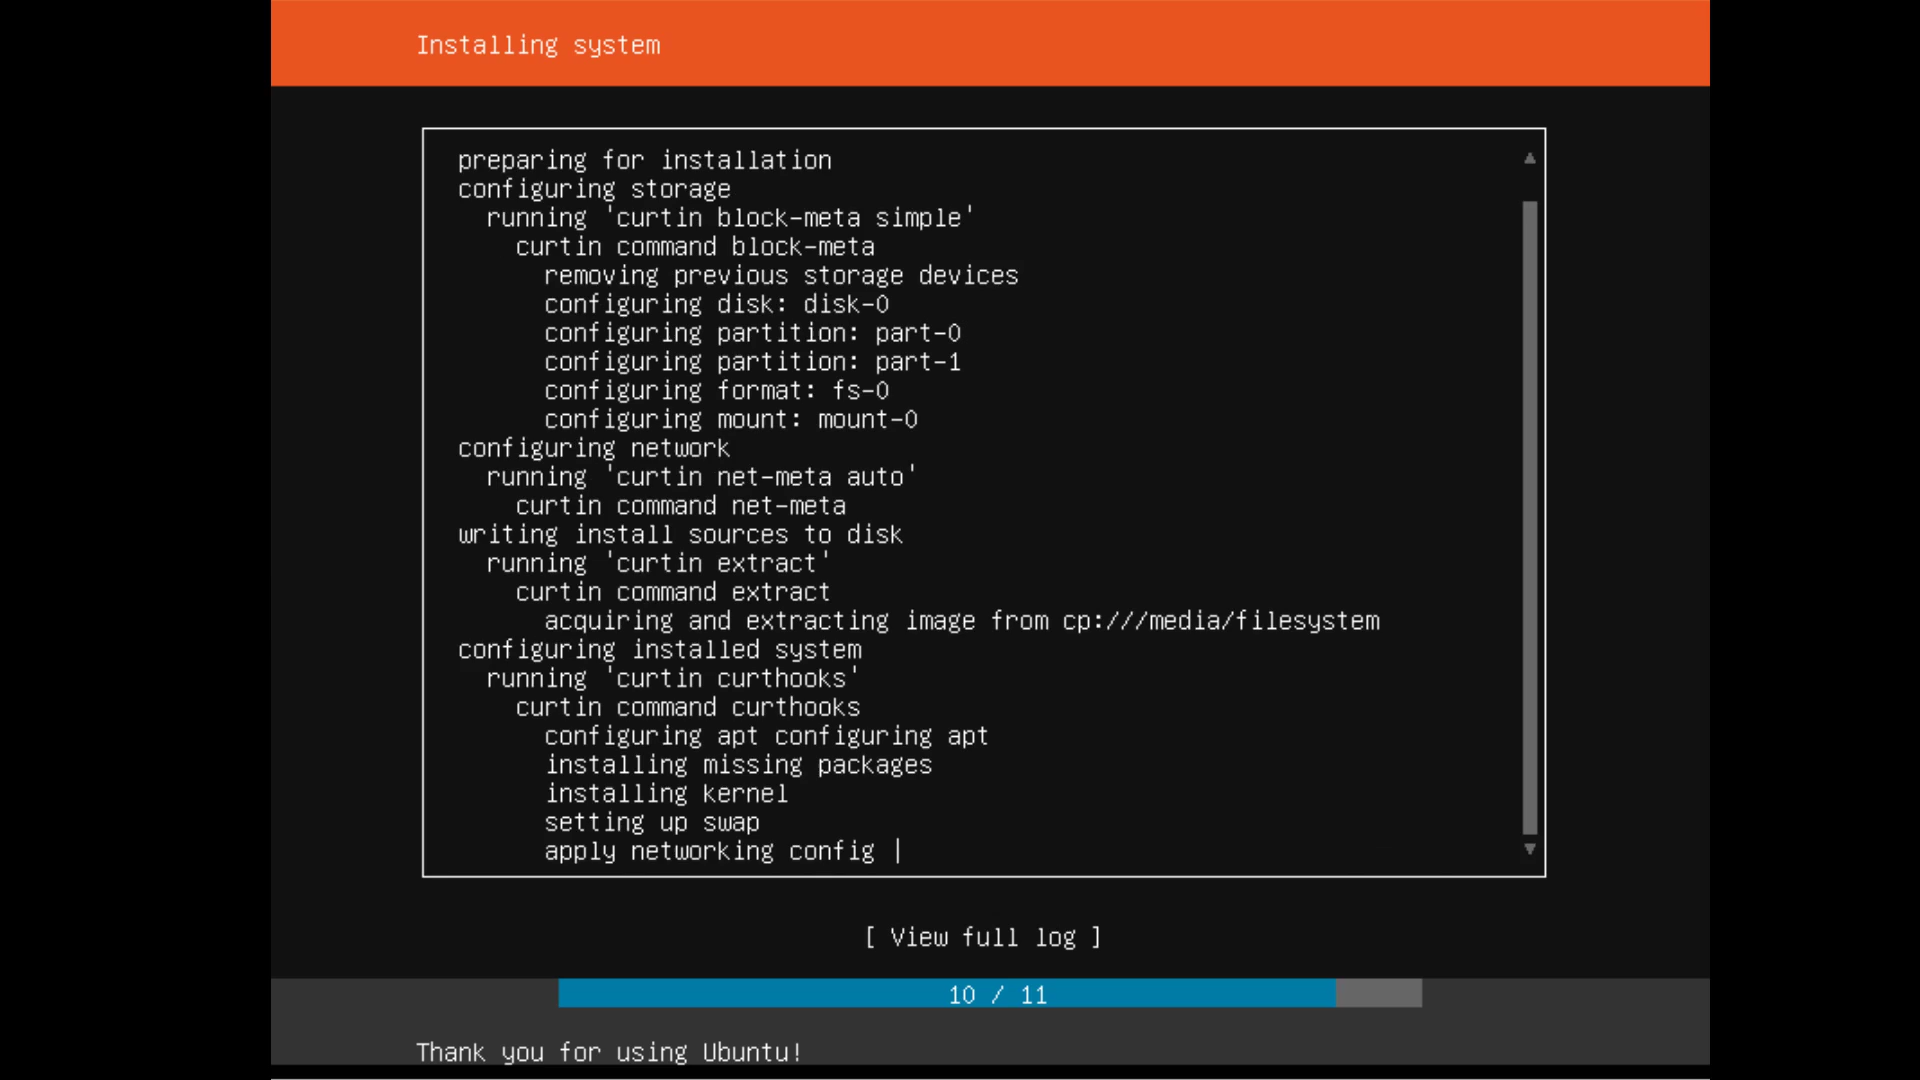 Installing system
preparing for installation
configuring storage
running 'curtin block-meta simple'
curtin command block-meta
removing previous storage devices
configuring disk: disk-0
configuring partition: part-0
configuring partition: part-1
configuring format: fs-0
configuring mount: mount-0
configuring network
running 'curtin net-meta auto'
curtin command net-meta
writing install sources to disk
running 'curtin extract'
curtin command extract
acquiring and extracting image from cp:///media/filesystem
configuring installed system
running 'curtin curthooks'
curtin command curthooks
configuring apt configuring apt
installing missing packages
installing kernel
setting up swap
apply networking config |
[ View full log ]
10 / 11
Thank you for using Ubuntu!